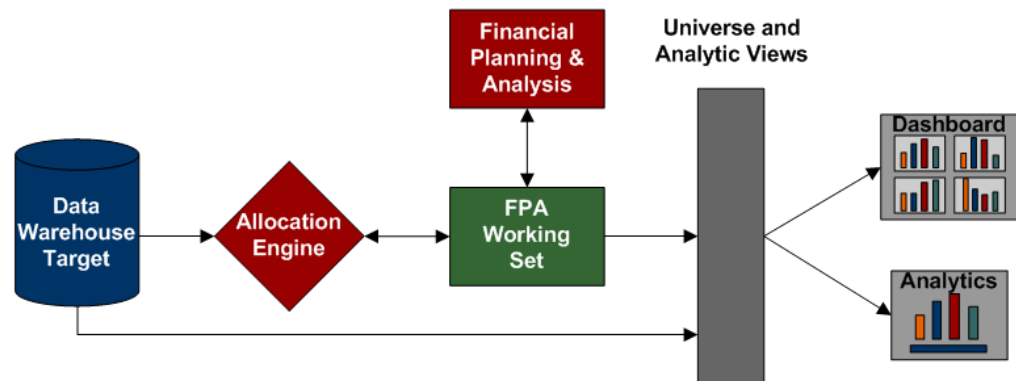 Financial
Planning &
Analysis
Universe and
Analytic Views
Dashboard
Data
Warehouse
Target
Allocation
Engine
FPA
Working
Set
Analytics